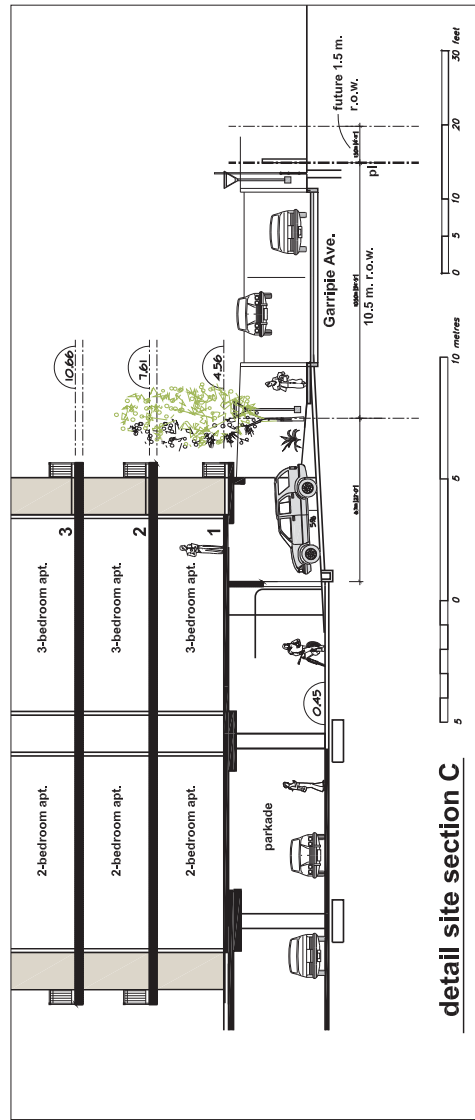 10.66
7.61
4.56
3
2
1
2-bedroom apt.
3-bedroom apt.
2-bedroom apt.
3-bedroom apt.
2-bedroom apt.
3-bedroom apt.
parkade
0.45
5%
Garripie Ave.
10.5 m. r.o.w.
pl
future 1.5 m.
r.o.w.
detail site section C
5
0
5
10
metres
0
5
10
20
30
feet